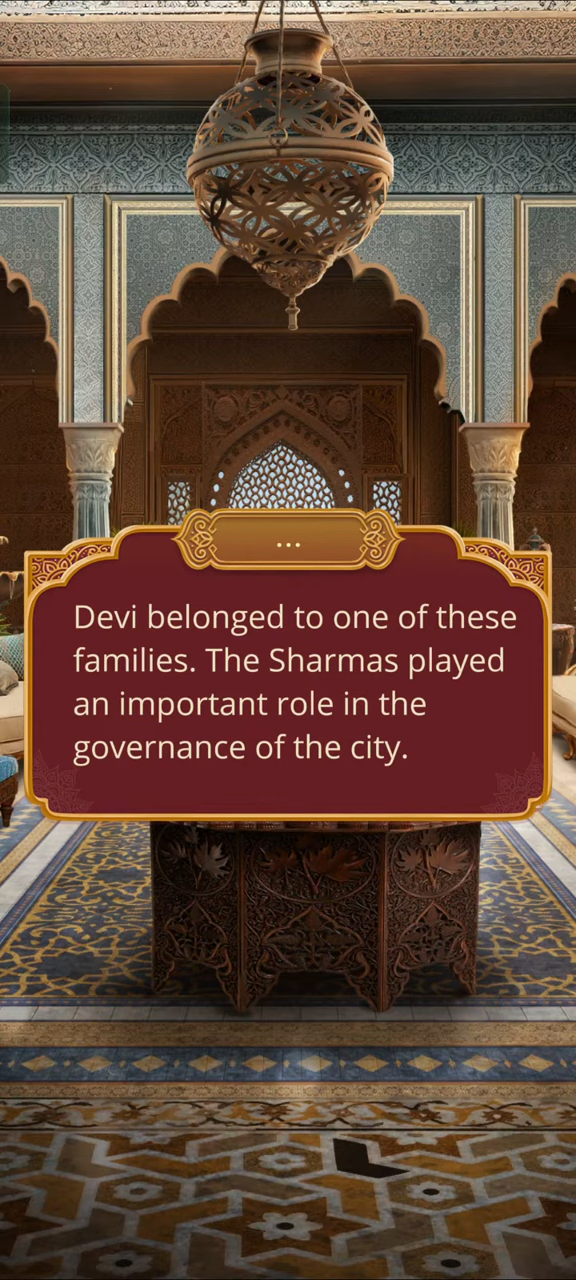 ...
Devi belonged to one of these
families. The Sharmas played
an important role in the
governance of the city.